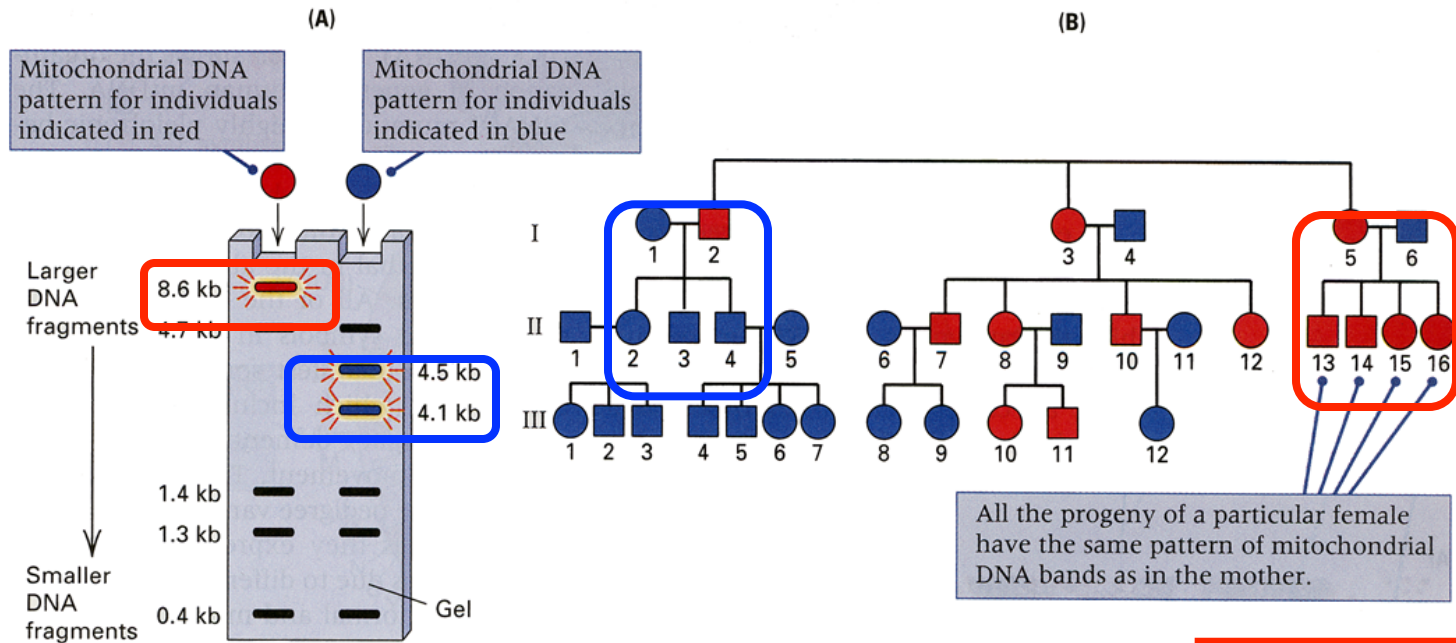 (A)
Mitochondrial DNA
pattern for individuals
indicated in red
Mitochondrial DNA
pattern for individuals
indicated in blue
Larger
DNA
fragments
Smaller
DNA
fragments
8.6 kb
4.7 kb
4.5 kb
4.1 kb
1.4 kb
1.3 kb
0.4 kb
Gel
(B)
I
1 2 3 4 5 6
II
1 2 3 4 5 6 7 8 9 10 11 12 13 14 15 16
III
1 2 3 4 5 6 7 8 9 10 11 12
All the progeny of a particular female
have the same pattern of mitochondrial
DNA bands as in the mother.